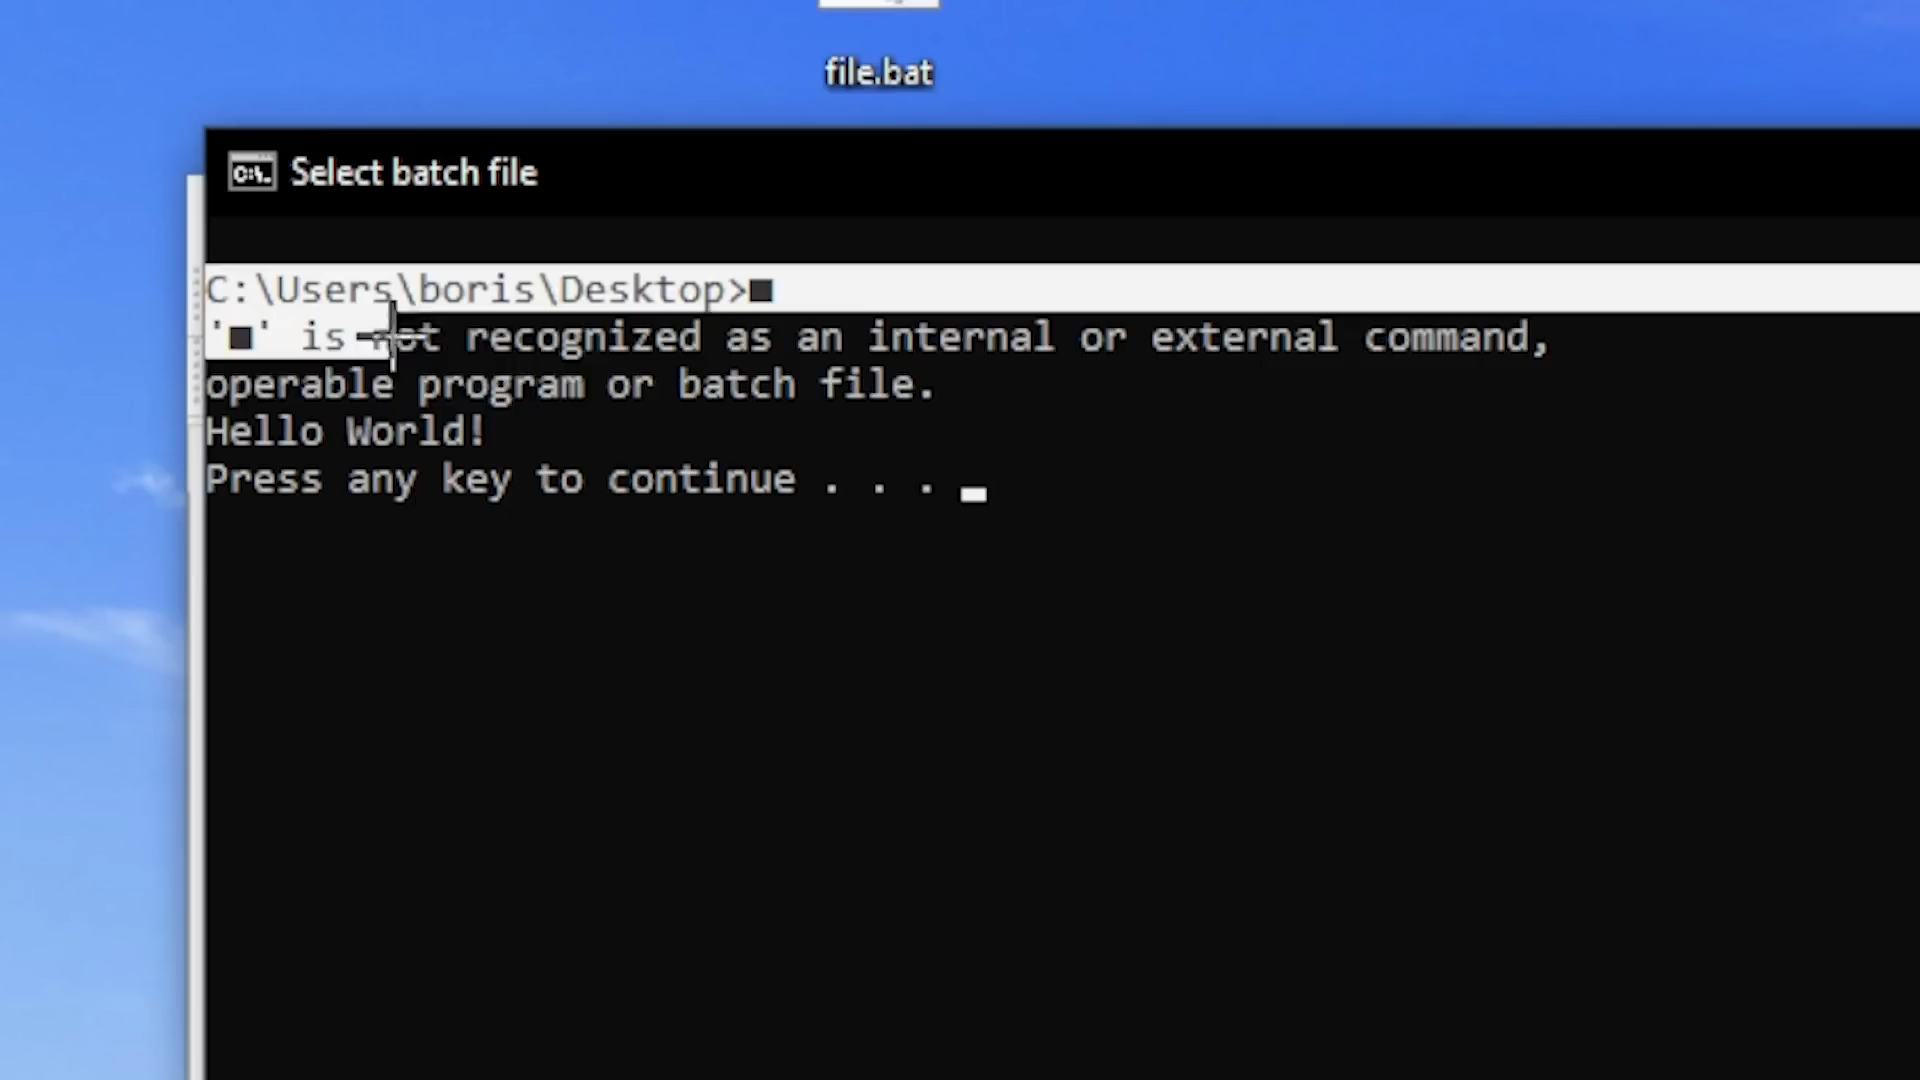 file.bat
C:\. Select batch file
C:\Users\boris\Desktop>■
'■' is not recognized as an internal or external command,
operable program or batch file.
Hello World!
Press any key to continue . . .